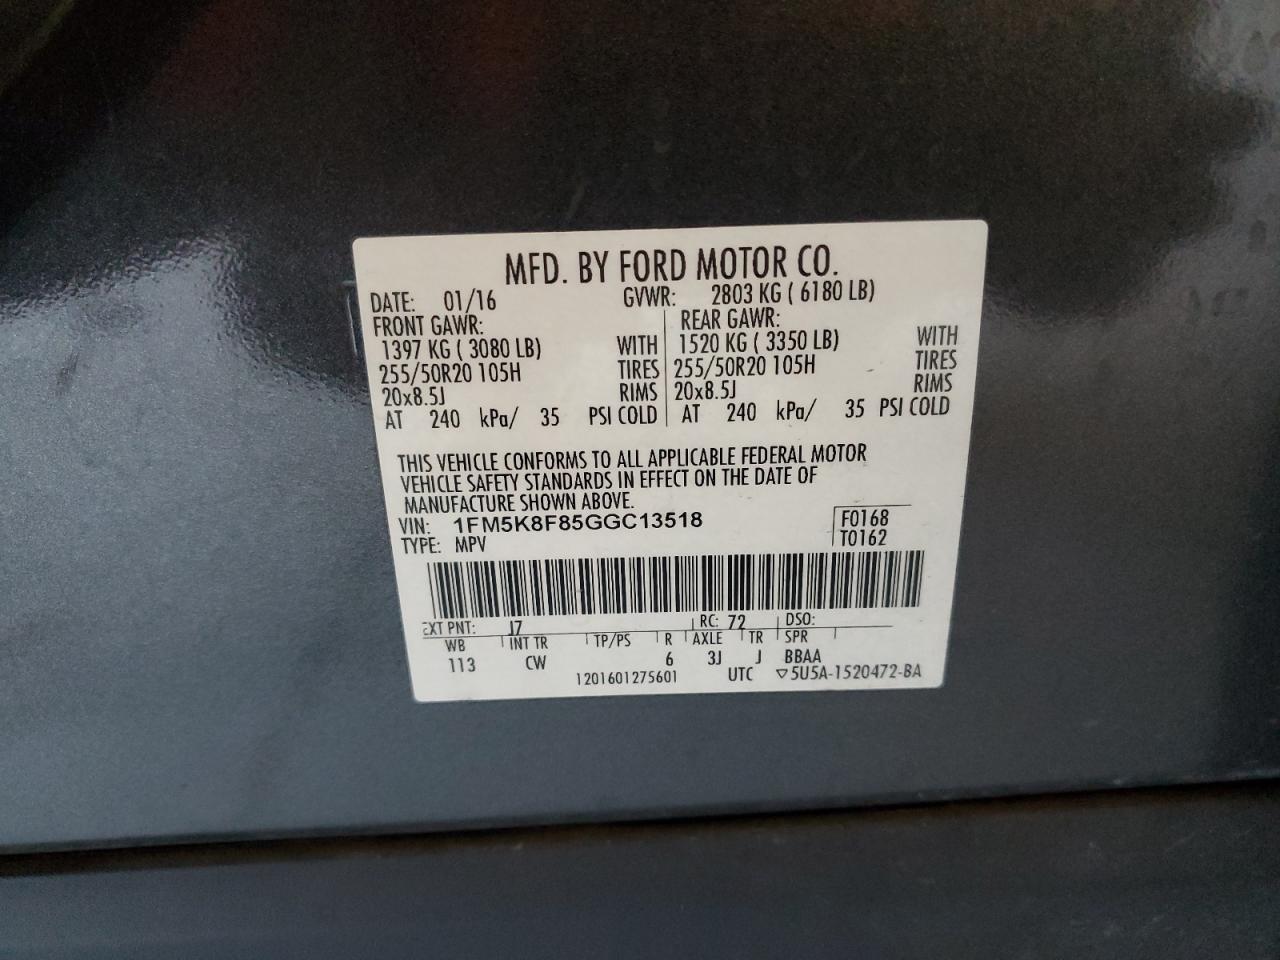 MFD. BY FORD MOTOR CO.
DATE: 01/16 GVWR: 2803 KG ( 6180 LB)
FRONT GAWR: REAR GAWR:
1397 KG ( 3080 LB) WITH 1520 KG ( 3350 LB) WITH
255/50R20 105H TIRES 255/50R20 105H TIRES
20x8.5J RIMS 20x8.5J RIMS
AT 240 kPa/ 35 PSI COLD AT 240 kPa/ 35 PSI COLD
THIS VEHICLE CONFORMS TO ALL APPLICABLE FEDERAL MOTOR
VEHICLE SAFETY STANDARDS IN EFFECT ON THE DATE OF
MANUFACTURE SHOWN ABOVE.
VIN: 1FM5K8F85GGC13518 F0168
TYPE: MPV T0162
EXT PNT: J7 RC: 72 DSO:
WB INT TR TP/PS R AXLE TR SPR
113 CW 6 3J J BBAA
1201601275601 UTC ▽5U5A-1520472-BA